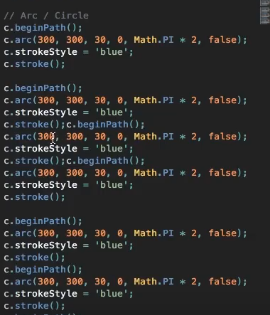 // Arc / Circle
c.beginPath();
c.arc(300, 300, 30, 0, Math.PI * 2, false);
c.strokeStyle = 'blue';
c.stroke();
c.beginPath();
c.arc(300, 300, 30, 0, Math.PI * 2, false);
c.strokeStyle = 'blue';
c.stroke();c.beginPath();
c.arc(300, 300, 30, 0, Math.PI * 2, false);
c.strokeStyle = 'blue';
c.stroke();c.beginPath();
c.arc(300, 300, 30, 0, Math.PI * 2, false);
c.strokeStyle = 'blue';
c.stroke();
c.beginPath();
c.arc(300, 300, 30, 0, Math.PI * 2, false);
c.strokeStyle = 'blue';
c.stroke();
c.beginPath();
c.arc(300, 300, 30, 0, Math.PI * 2, false);
c.strokeStyle = 'blue';
c.stroke();